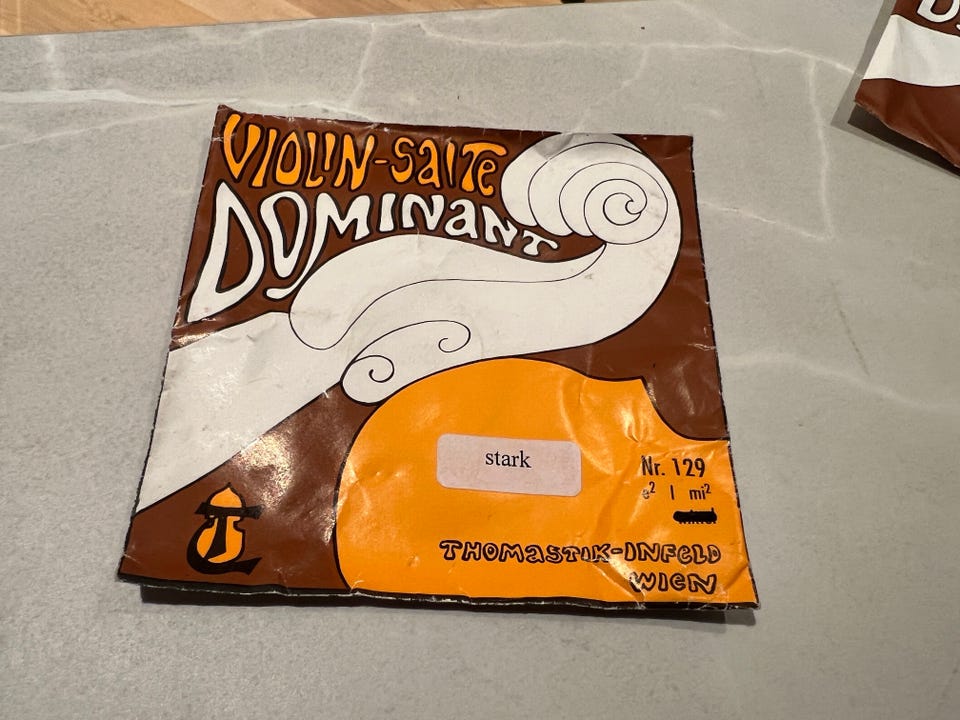 VIOLIN-SAITE
DOMINANT
stark
Nr. 129
e² I mi²
THOMASTIK-INFELD
WIEN